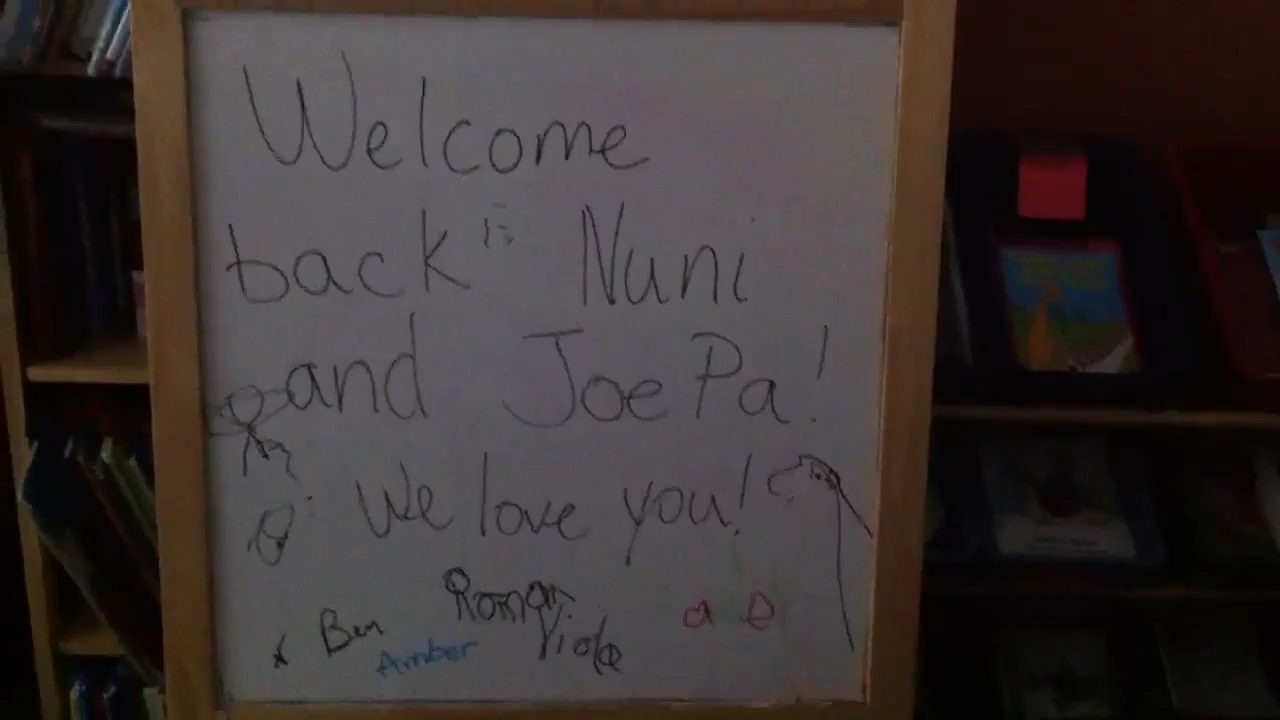 Welcome
back Nuni
and JoePa!
We love you!
Roman
Ben
Viola
Amber
a e